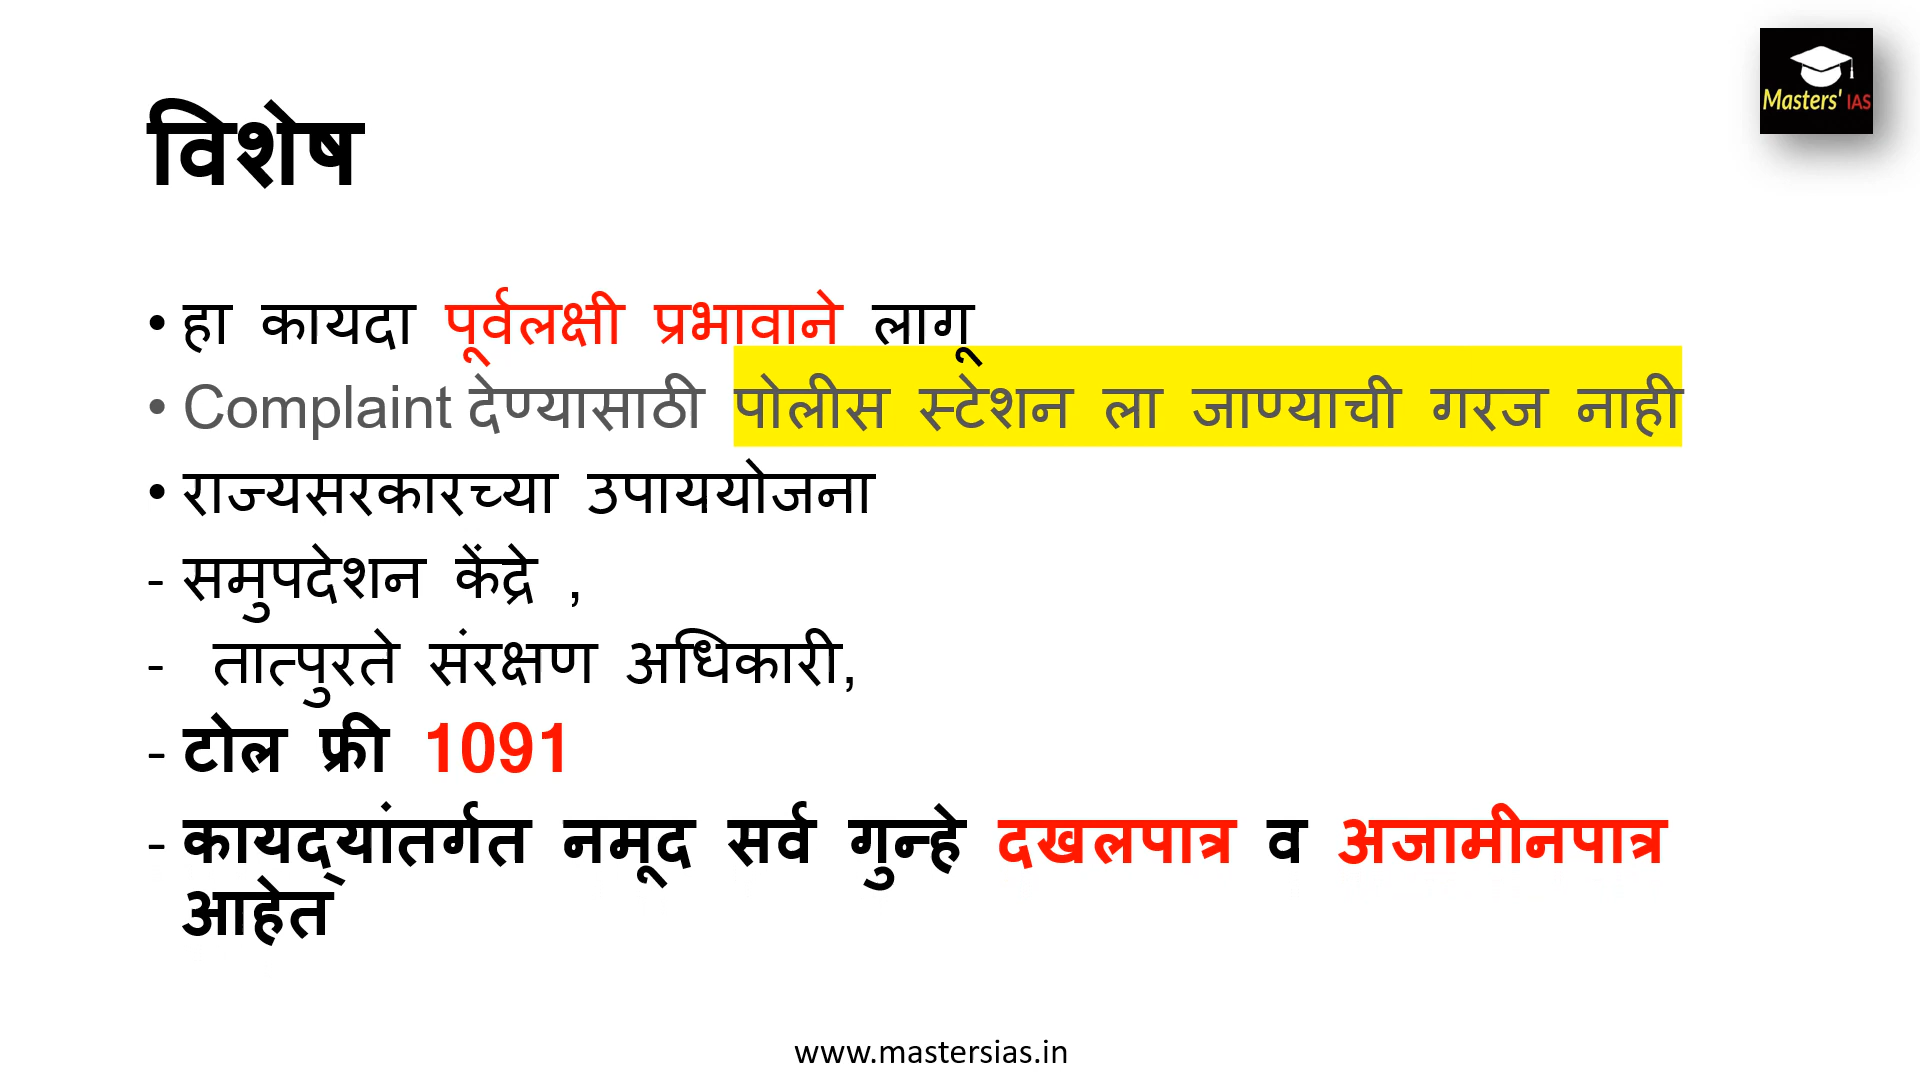 Masters' IAS
विशेष
• हा कायदा पूर्वलक्षी प्रभावाने लागू
• Complaint देण्यासाठी पोलीस स्टेशन ला जाण्याची गरज नाही
• राज्यसरकारच्या उपाययोजना
- समुपदेशन केंद्रे ,
- तात्पुरते संरक्षण अधिकारी,
- टोल फ्री 1091
- कायद्यांतर्गत नमूद सर्व गुन्हे दखलपात्र व अजामीनपात्र
आहेत
www.mastersias.in